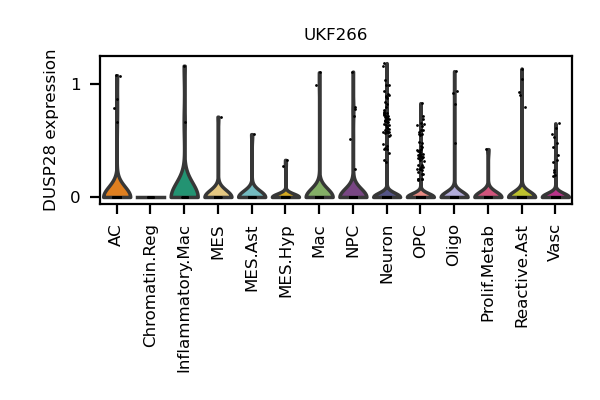 UKF266
DUSP28 expression
1
0
AC
Chromatin.Reg
Inflammatory.Mac
MES
MES.Ast
MES.Hyp
Mac
NPC
Neuron
OPC
Oligo
Prolif.Metab
Reactive.Ast
Vasc